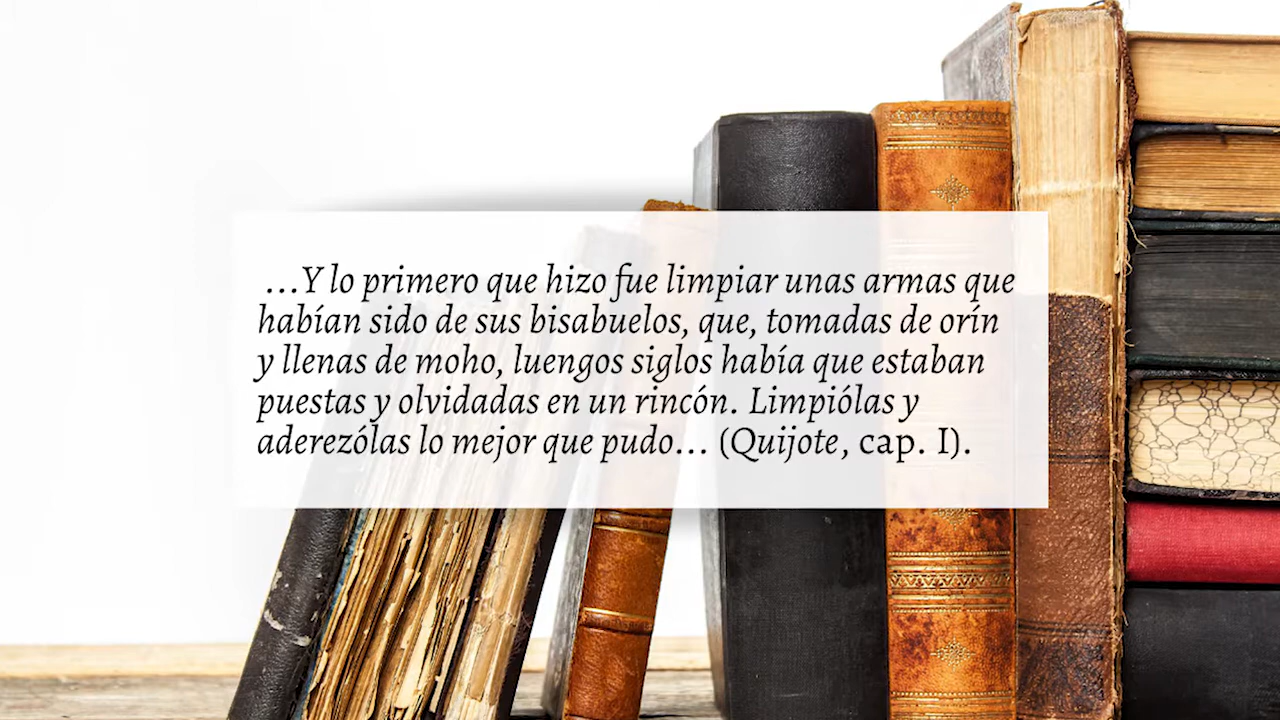 ...Y lo primero que hizo fue limpiar unas armas que
habían sido de sus bisabuelos, que, tomadas de orín
y llenas de moho, luengos siglos había que estaban
puestas y olvidadas en un rincón. Limpiólas y
aderezólas lo mejor que pudo... (Quijote, cap. I).